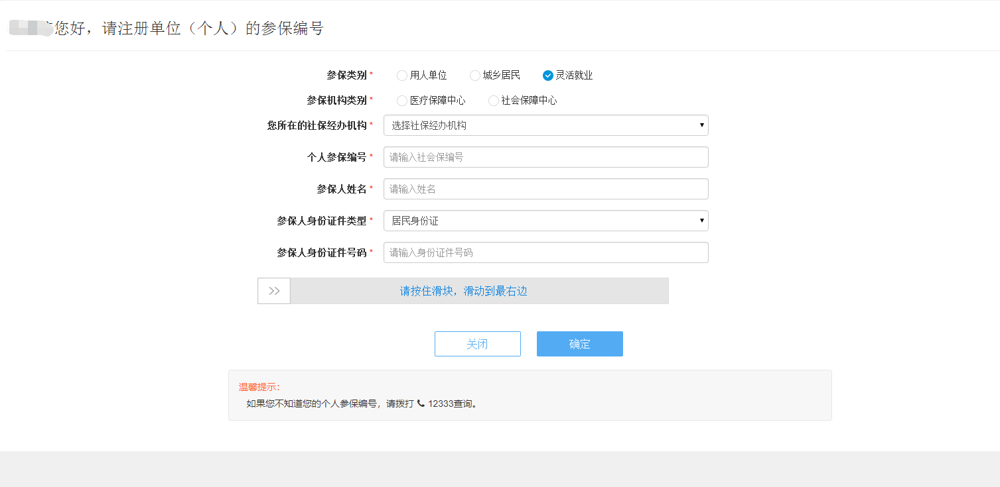 您好，请注册单位（个人）的参保编号
参保类别 * 用人单位 城乡居民 灵活就业
参保机构类别 * 医疗保障中心 社会保障中心
您所在的社保经办机构 * 选择社保经办机构
个人参保编号 * 请输入社会保编号
参保人姓名 * 请输入姓名
参保人身份证件类型 * 居民身份证
参保人身份证件号码 * 请输入身份证件号码
>> 请按住滑块，滑动到最右边
关闭 确定
温馨提示：
如果您不知道您的个人参保编号，请拨打 12333查询。